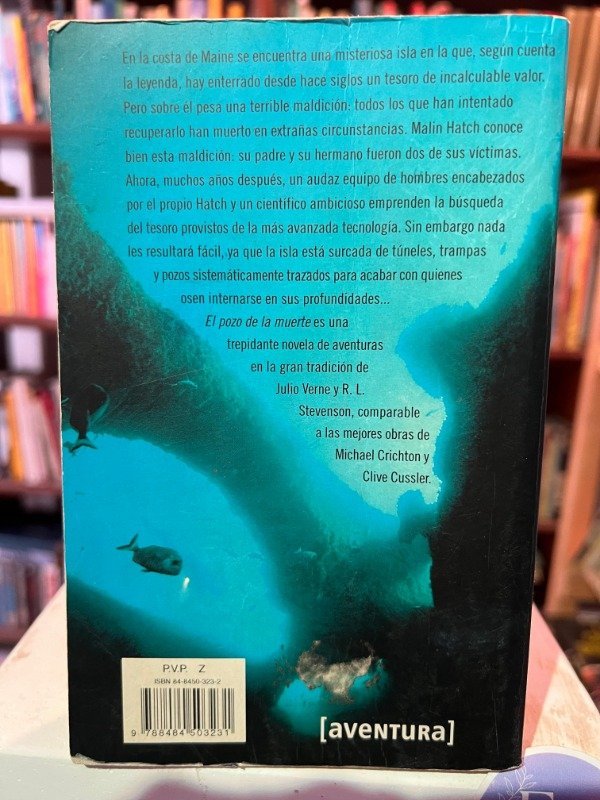 En la costa de Maine se encuentra una misteriosa isla en la que, según cuenta
la leyenda, hay enterrado desde hace siglos un tesoro de incalculable valor.
Pero sobre él pesa una terrible maldición: todos los que han intentado
recuperarlo han muerto en extrañas circunstancias. Malin Hatch conoce
bien esta maldición: su padre y su hermano fueron dos de sus víctimas.
Ahora, muchos años después, un audaz equipo de hombres encabezados
por el propio Hatch y un científico ambicioso emprenden la búsqueda
del tesoro provistos de la más avanzada tecnología. Sin embargo nada
les resultará fácil, ya que la isla está surcada de túneles, trampas
y pozos sistemáticamente trazados para acabar con quienes
osen internarse en sus profundidades...
El pozo de la muerte es una
trepidante novela de aventuras
en la gran tradición de
Julio Verne y R. L.
Stevenson, comparable
a las mejores obras de
Michael Crichton y
Clive Cussler.
P.V.P. Z
ISBN 84-8450-323-2
9 788484 503231
[aventura]